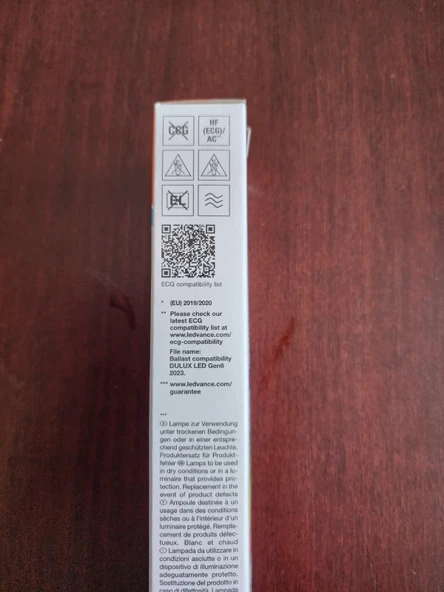 CCG
HF
(ECG)/
AC**
EL
ECG compatibility list
* (EU) 2019/2020
** Please check our
latest ECG
compatibility list at
www.ledvance.com/
ecg-compatibility
File name:
Ballast compatibility
DULUX LED Gen6
2023.
*** www.ledvance.com/
guarantee
***
Lampe zur Verwendung
unter trockenen Bedingun-
gen oder in einer entspre-
chend geschützten Leuchte.
Produktersatz für Produkt-
fehler Lamps to be used
in dry conditions or in a lu-
minaire that provides pro-
tection. Replacement in the
event of product defects
Ampoule destinée à un
usage dans des conditions
sèches ou à l'intérieur d'un
luminaire protégé. Rempla-
cement de produits défec-
tueux. Blanc et chaud
Lampada da utilizzare in
condizioni asciutte o in un
dispositivo di illuminazione
adeguatamente protetto.
Sostituzione del prodotto in
caso di difettosità. Lampada